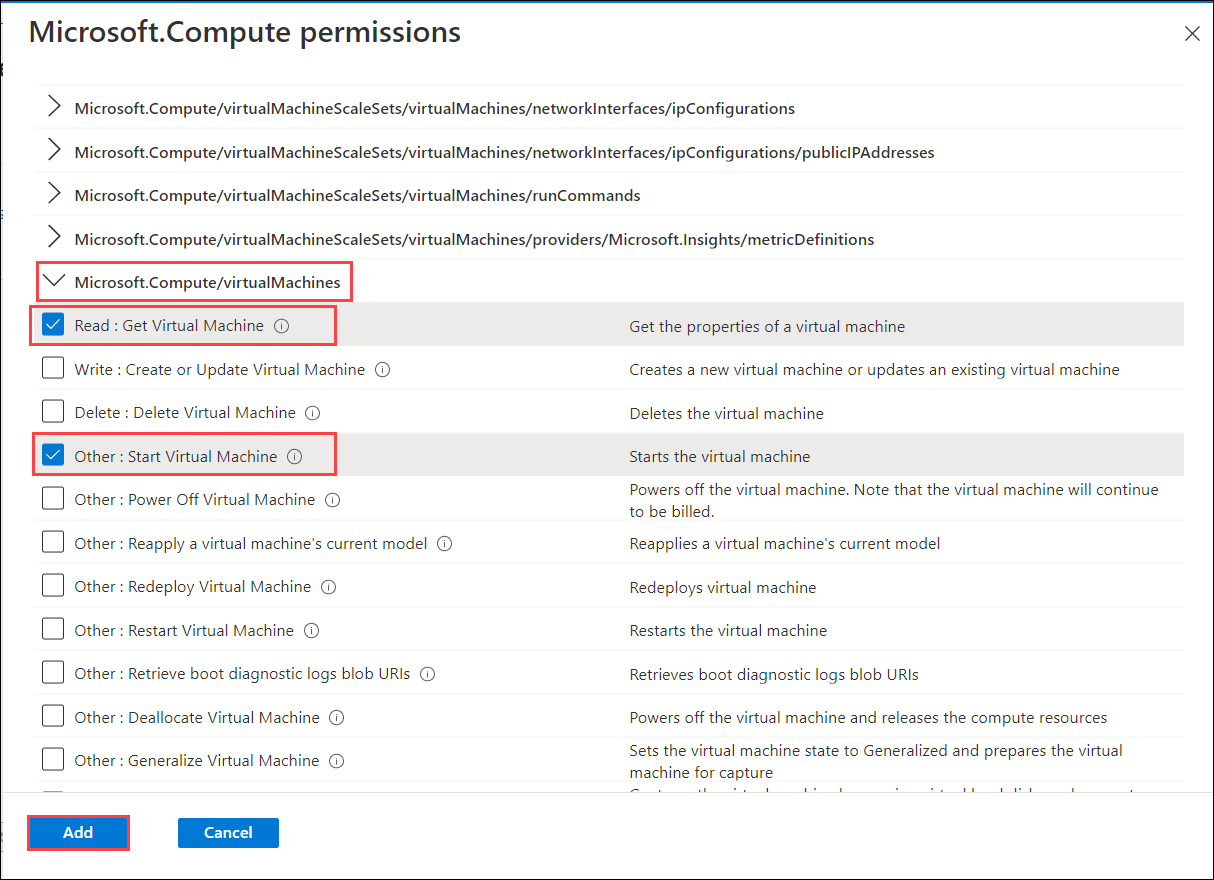 Microsoft.Compute permissions
Microsoft.Compute/virtualMachineScaleSets/virtualMachines/networkInterfaces/ipConfigurations
Microsoft.Compute/virtualMachineScaleSets/virtualMachines/networkInterfaces/ipConfigurations/publicIPAddresses
Microsoft.Compute/virtualMachineScaleSets/virtualMachines/runCommands
Microsoft.Compute/virtualMachineScaleSets/virtualMachines/providers/Microsoft.Insights/metricDefinitions
Microsoft.Compute/virtualMachines
Read : Get Virtual Machine
Get the properties of a virtual machine
Write : Create or Update Virtual Machine
Creates a new virtual machine or updates an existing virtual machine
Delete : Delete Virtual Machine
Deletes the virtual machine
Other : Start Virtual Machine
Starts the virtual machine
Other : Power Off Virtual Machine
Powers off the virtual machine. Note that the virtual machine will continue
to be billed.
Other : Reapply a virtual machine's current model
Reapplies a virtual machine's current model
Other : Redeploy Virtual Machine
Redeploys virtual machine
Other : Restart Virtual Machine
Restarts the virtual machine
Other : Retrieve boot diagnostic logs blob URIs
Retrieves boot diagnostic logs blob URIs
Other : Deallocate Virtual Machine
Powers off the virtual machine and releases the compute resources
Other : Generalize Virtual Machine
Sets the virtual machine state to Generalized and prepares the virtual
machine for capture
Add
Cancel